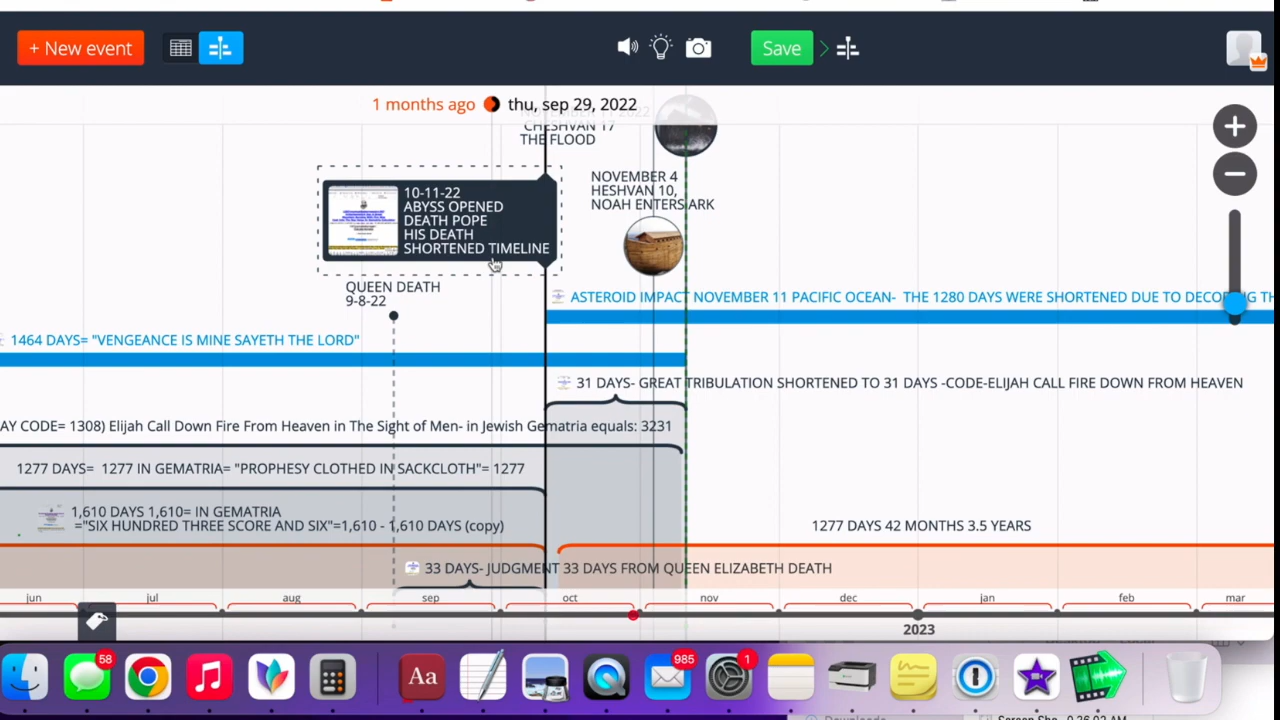 + New event
Save
1 months ago thu, sep 29, 2022
NOVEMBER 11 2022
CHESHVAN 17
THE FLOOD
10-11-22
ABYSS OPENED
DEATH POPE
HIS DEATH
SHORTENED TIMELINE
NOVEMBER 4
HESHVAN 10,
NOAH ENTERS ARK
QUEEN DEATH
9-8-22
ASTEROID IMPACT NOVEMBER 11 PACIFIC OCEAN- THE 1280 DAYS WERE SHORTENED DUE TO DECODING TH
1464 DAYS= "VENGEANCE IS MINE SAYETH THE LORD"
31 DAYS- GREAT TRIBULATION SHORTENED TO 31 DAYS -CODE-ELIJAH CALL FIRE DOWN FROM HEAVEN
AY CODE= 1308) Elijah Call Down Fire From Heaven in The Sight of Men- in Jewish Gematria equals: 3231
1277 DAYS= 1277 IN GEMATRIA= "PROPHESY CLOTHED IN SACKCLOTH"= 1277
1,610 DAYS 1,610= IN GEMATRIA
="SIX HUNDRED THREE SCORE AND SIX"=1,610 - 1,610 DAYS (copy)
1277 DAYS 42 MONTHS 3.5 YEARS
33 DAYS- JUDGMENT 33 DAYS FROM QUEEN ELIZABETH DEATH
jun jul aug sep oct nov dec jan feb mar
2023
58
985
1
Aa